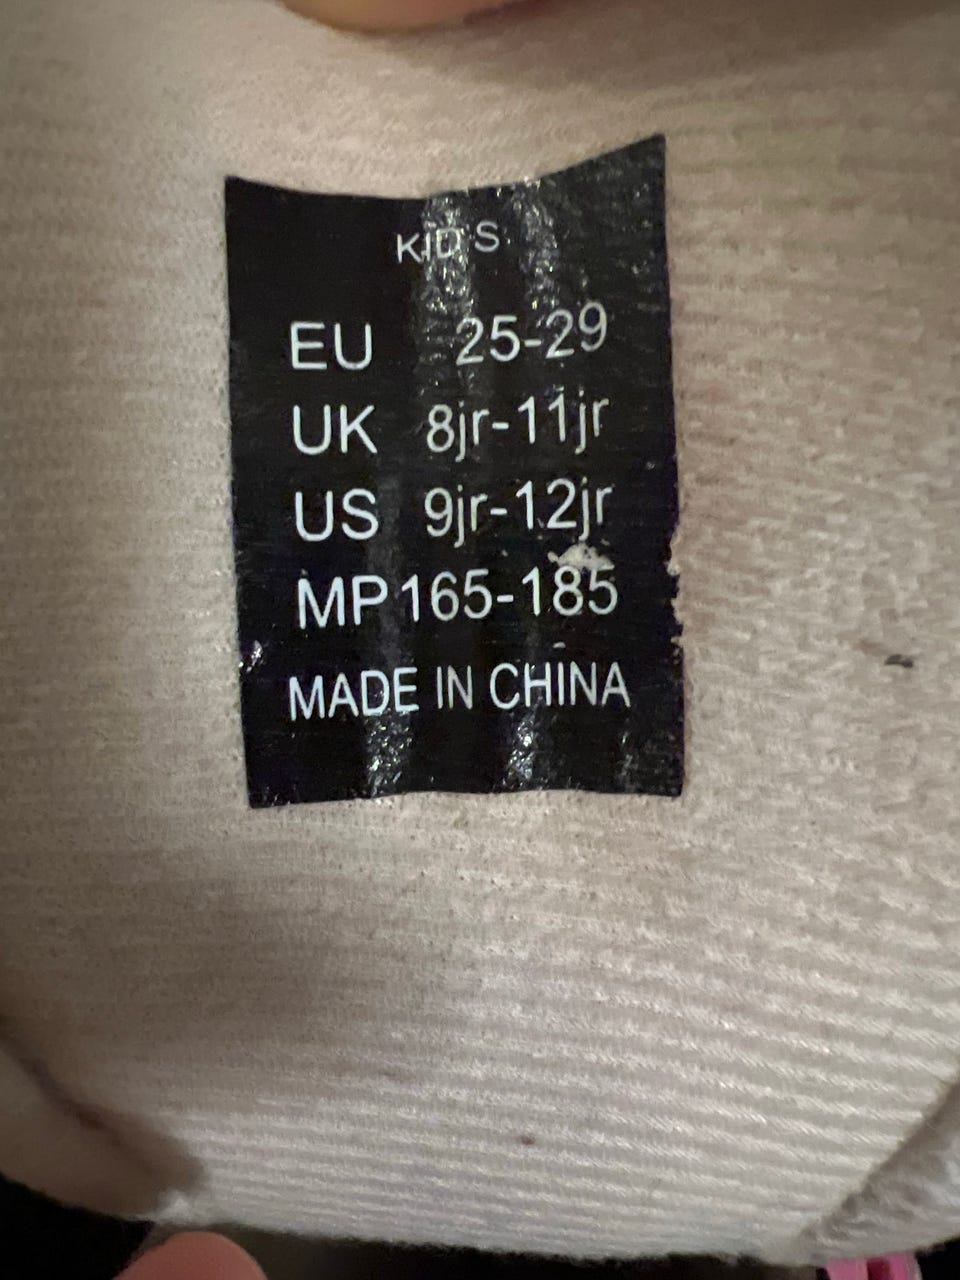 KID'S
EU 25-29
UK 8jr-11jr
US 9jr-12jr
MP 165-185
MADE IN CHINA